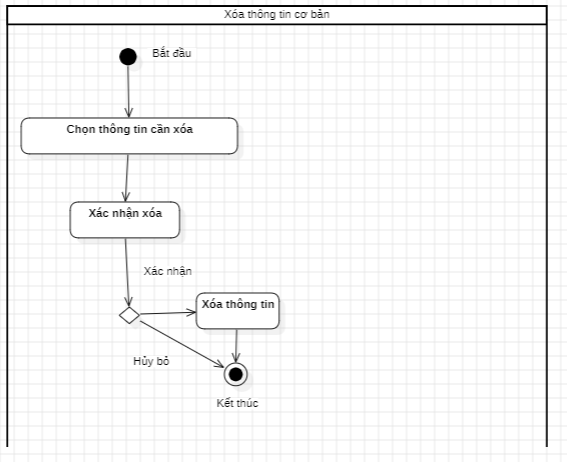 Xóa thông tin cơ bản
Bắt đầu
Chọn thông tin cần xóa
Xác nhận xóa
Xác nhận
Xóa thông tin
Hủy bỏ
Kết thúc